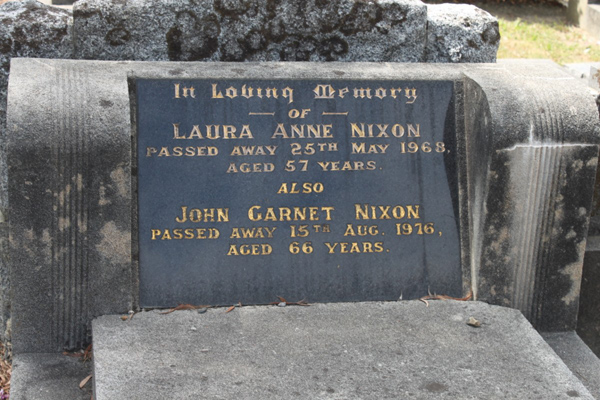 In Loving Memory
OF
LAURA ANNE NIXON
PASSED AWAY 25TH MAY 1968,
AGED 57 YEARS.
ALSO
JOHN GARNET NIXON
PASSED AWAY 15TH AUG. 1976,
AGED 66 YEARS.